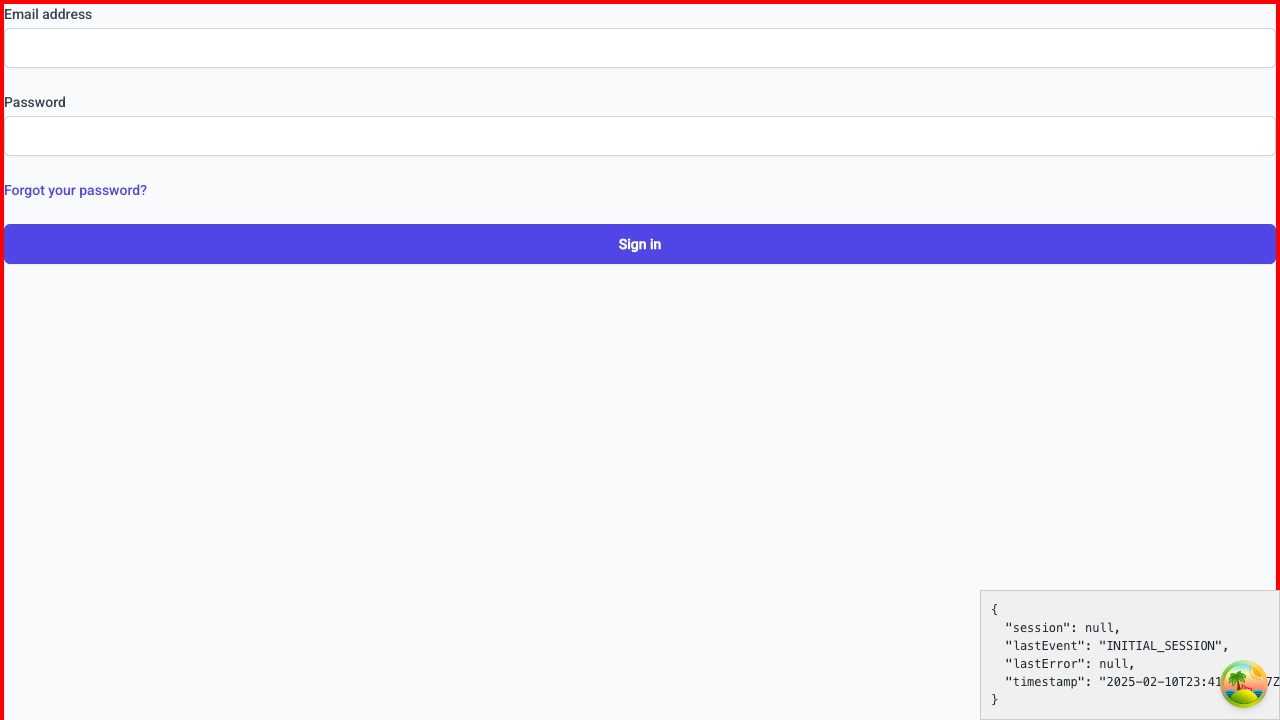 Email address
Password
Forgot your password?
Sign in
{
"session": null,
"lastEvent": "INITIAL_SESSION",
"lastError": null,
"timestamp": "2025-02-10T23:41 7Z
}